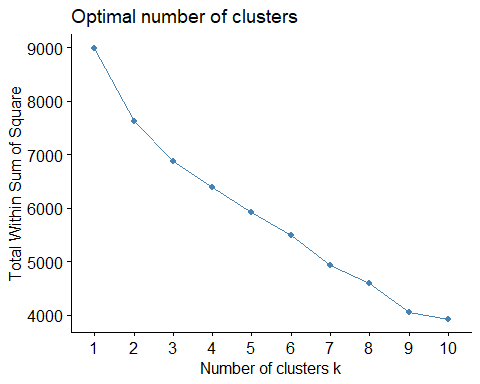 Optimal number of clusters
Total Within Sum of Square
9000
8000
7000
6000
5000
4000
1 2 3 4 5 6 7 8 9 10
Number of clusters k